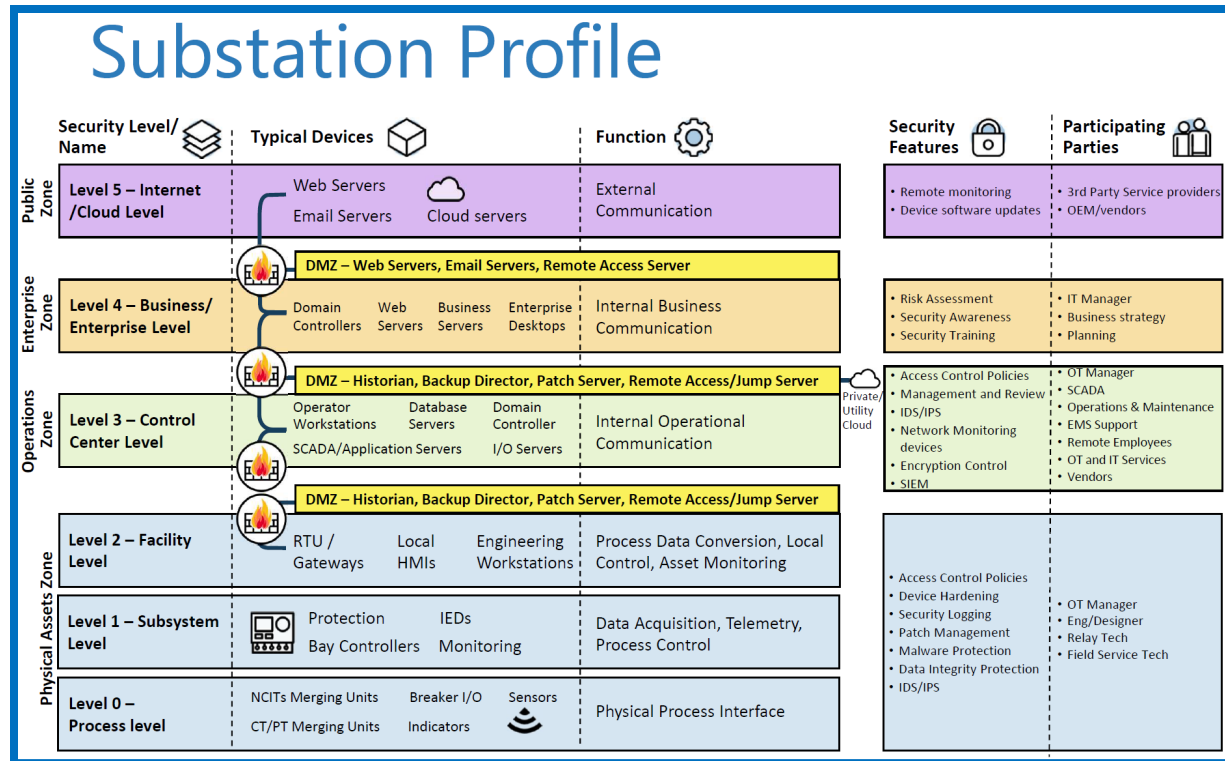 Substation Profile
Security Level/
Name
Typical Devices
Function
Security
Features
Participating
Parties
Public
Zone
Level 5 – Internet
/Cloud Level
Web Servers
Email Servers
Cloud servers
External
Communication
• Remote monitoring
• Device software updates
• 3rd Party Service providers
• OEM/vendors
DMZ – Web Servers, Email Servers, Remote Access Server
Enterprise
Zone
Level 4 – Business/
Enterprise Level
Domain
Controllers
Web
Servers
Business
Servers
Enterprise
Desktops
Internal Business
Communication
• Risk Assessment
• Security Awareness
• Security Training
• IT Manager
• Business strategy
• Planning
DMZ – Historian, Backup Director, Patch Server, Remote Access/Jump Server
Private/
Utility
Cloud
Operations
Zone
Level 3 – Control
Center Level
Operator
Workstations
Database
Servers
Domain
Controller
SCADA/Application Servers
I/O Servers
Internal Operational
Communication
• Access Control Policies
• Management and Review
• IDS/IPS
• Network Monitoring
devices
• Encryption Control
• SIEM
• OT Manager
• SCADA
• Operations & Maintenance
• EMS Support
• Remote Employees
• OT and IT Services
• Vendors
DMZ – Historian, Backup Director, Patch Server, Remote Access/Jump Server
Physical Assets Zone
Level 2 – Facility
Level
RTU /
Gateways
Local
HMIs
Engineering
Workstations
Process Data Conversion, Local
Control, Asset Monitoring
Level 1 – Subsystem
Level
Protection
IEDs
Bay Controllers
Monitoring
Data Acquisition, Telemetry,
Process Control
Level 0 –
Process level
NCITs Merging Units
Breaker I/O
Sensors
CT/PT Merging Units
Indicators
Physical Process Interface
• Access Control Policies
• Device Hardening
• Security Logging
• Patch Management
• Malware Protection
• Data Integrity Protection
• IDS/IPS
• OT Manager
• Eng/Designer
• Relay Tech
• Field Service Tech